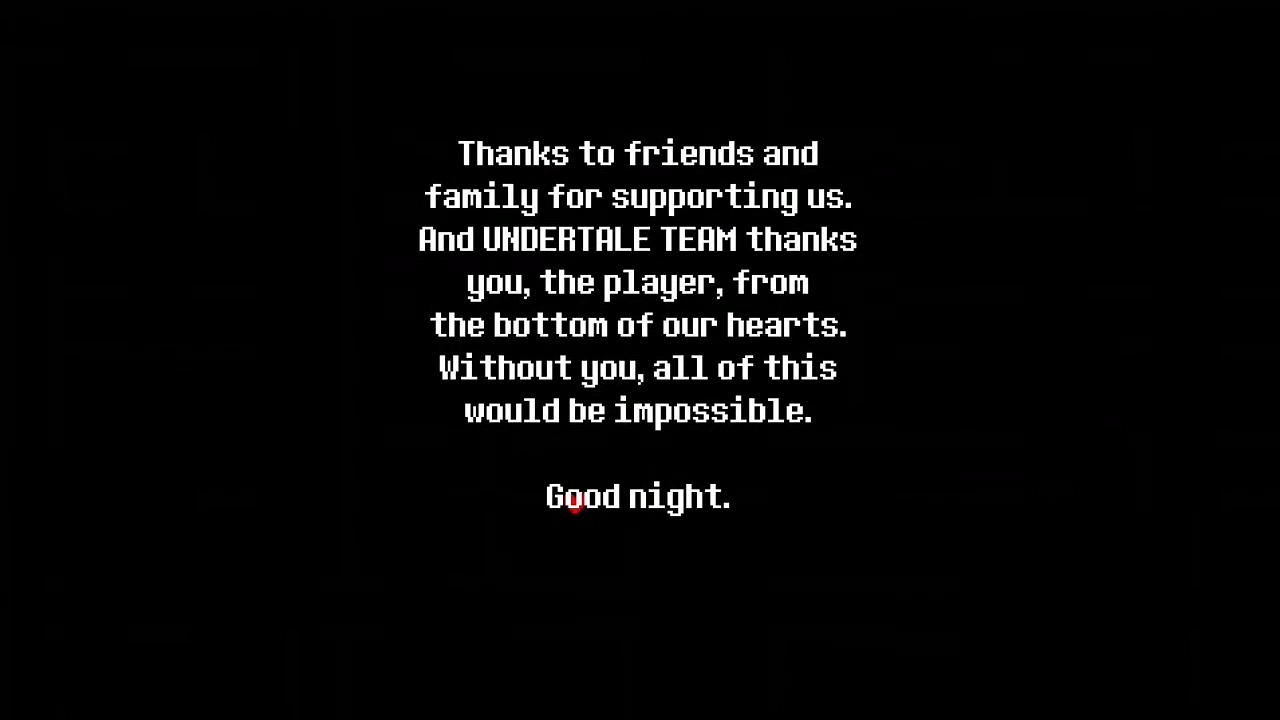 Thanks to friends and
family for supporting us.
And UNDERTALE TEAM thanks
you, the player, from
the bottom of our hearts.
Without you, all of this
would be impossible.
Good night.